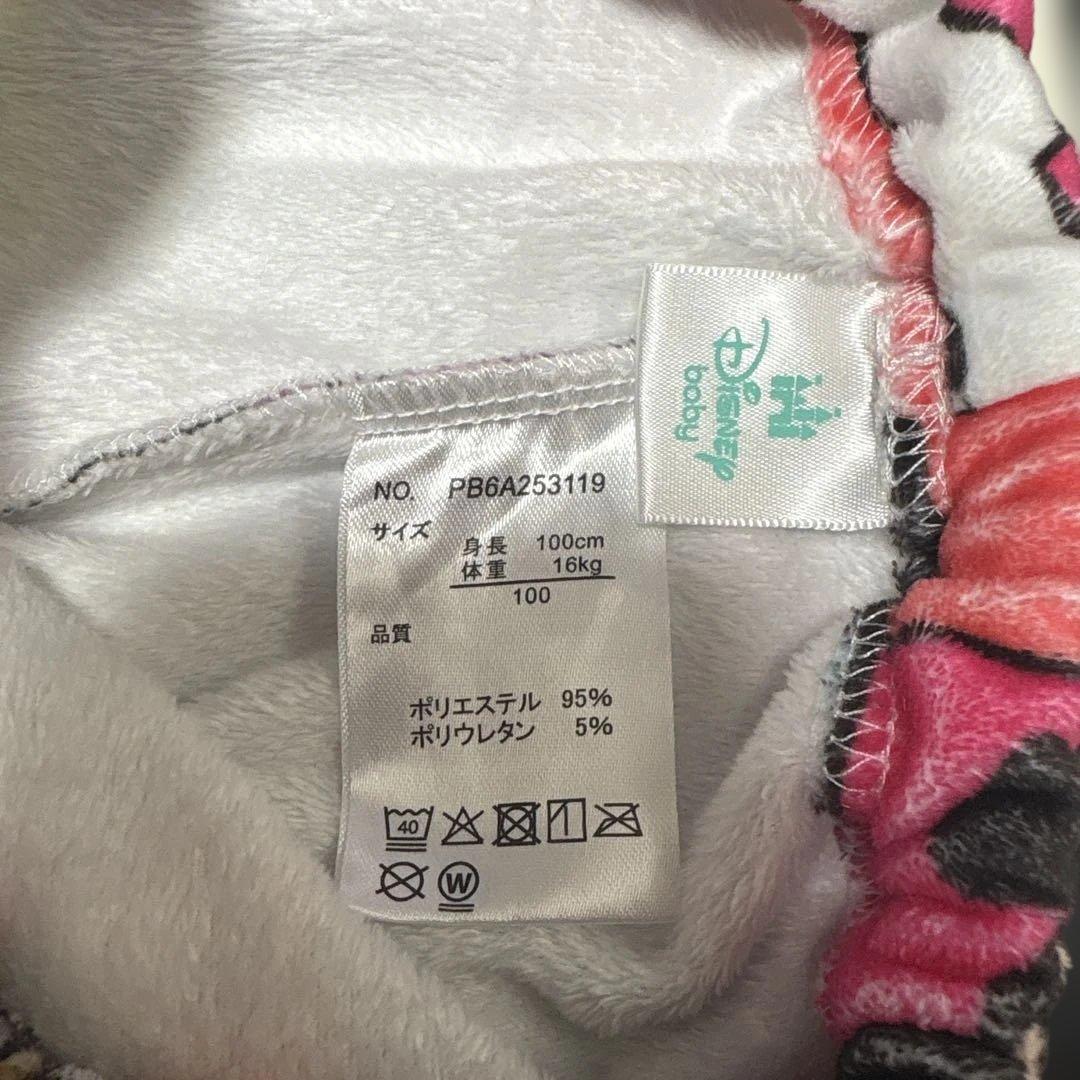 Disney
baby
NO. PB6A253119
サイズ
身長 100cm
体重 16kg
100
品質
ポリエステル 95%
ポリウレタン 5%
40
W